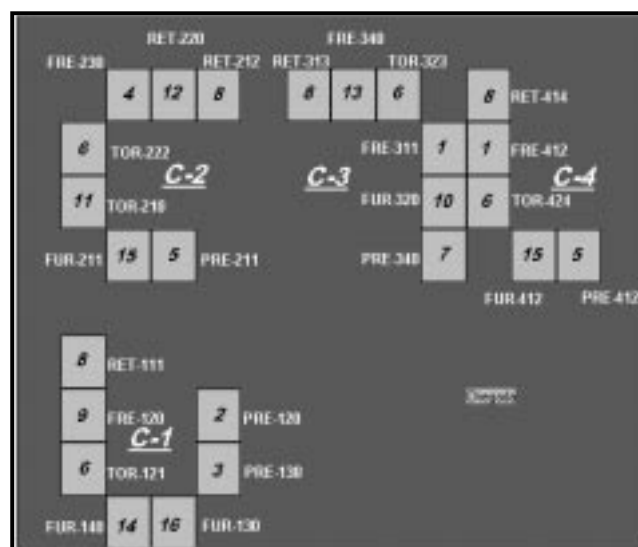 RET-220 FRE-340
FRE-230 RET-212 RET-313 TOR-323
4 12 8 8 13 6 8 RET-414
6 TOR-222 FRE-311 1 1 FRE-412
C-2 C-3 C-4
11 TOR-210 FUR-320 10 6 TOR-424
FUR-211 15 5 PRE-211 PRE-340 7 15 5
FUR-412 PRE-412
8 RET-111
9 FRE-120 2 PRE-120
C-1
6 TOR-121 3 PRE-130
FUR-140 14 16 FUR-130